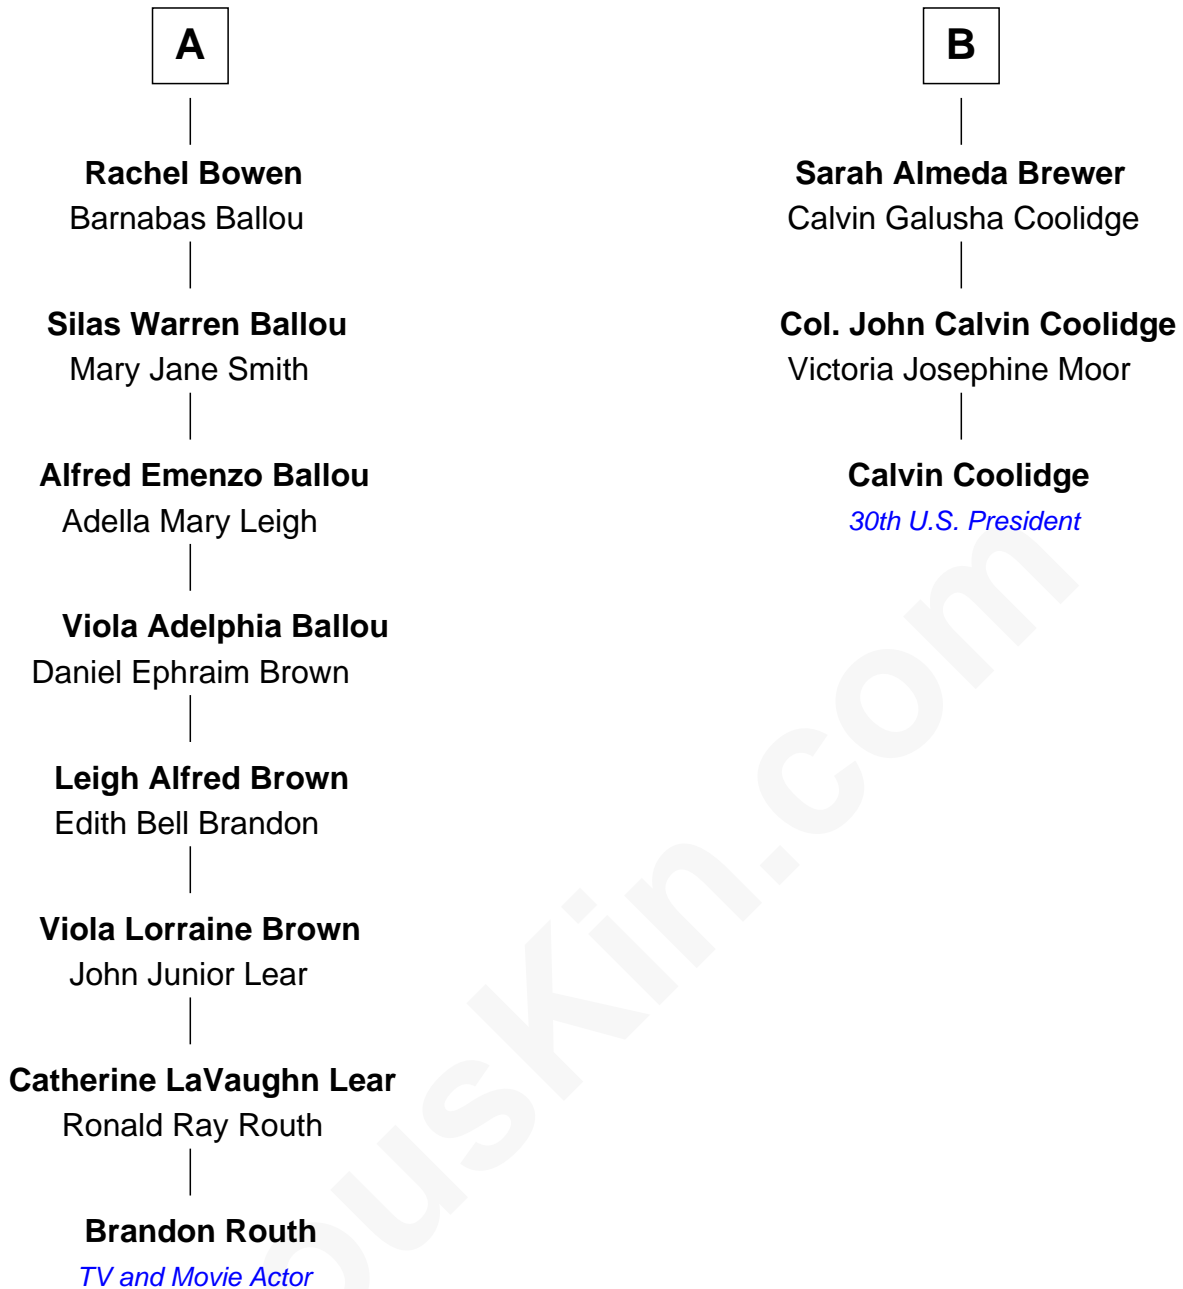 A
Rachel Bowen
Barnabas Ballou
Silas Warren Ballou
Mary Jane Smith
Alfred Emenzo Ballou
Adella Mary Leigh
Viola Adelphia Ballou
Daniel Ephraim Brown
Leigh Alfred Brown
Edith Bell Brandon
Viola Lorraine Brown
John Junior Lear
Catherine LaVaughn Lear
Ronald Ray Routh
Brandon Routh
TV and Movie Actor
B
Sarah Almeda Brewer
Calvin Galusha Coolidge
Col. John Calvin Coolidge
Victoria Josephine Moor
Calvin Coolidge
30th U.S. President
ousKin.com